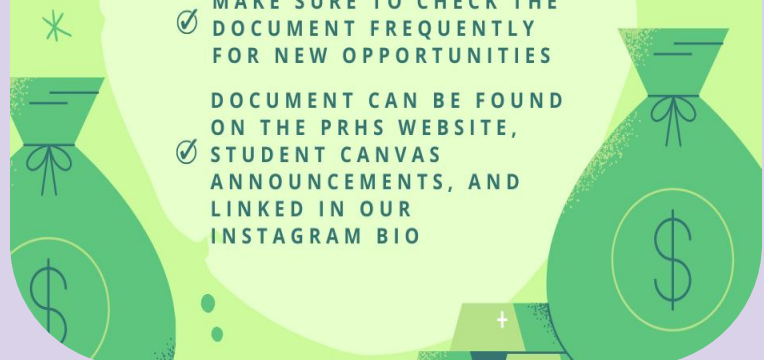 MAKE SURE TO CHECK THE
DOCUMENT FREQUENTLY
FOR NEW OPPORTUNITIES
DOCUMENT CAN BE FOUND
ON THE PRHS WEBSITE,
STUDENT CANVAS
ANNOUNCEMENTS, AND
LINKED IN OUR
INSTAGRAM BIO
$
$